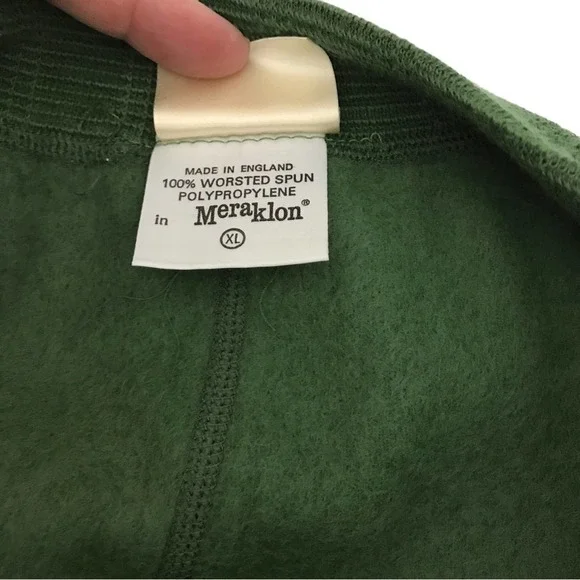 MADE IN ENGLAND
100% WORSTED SPUN
POLYPROPYLENE
in Meraklon®
XL